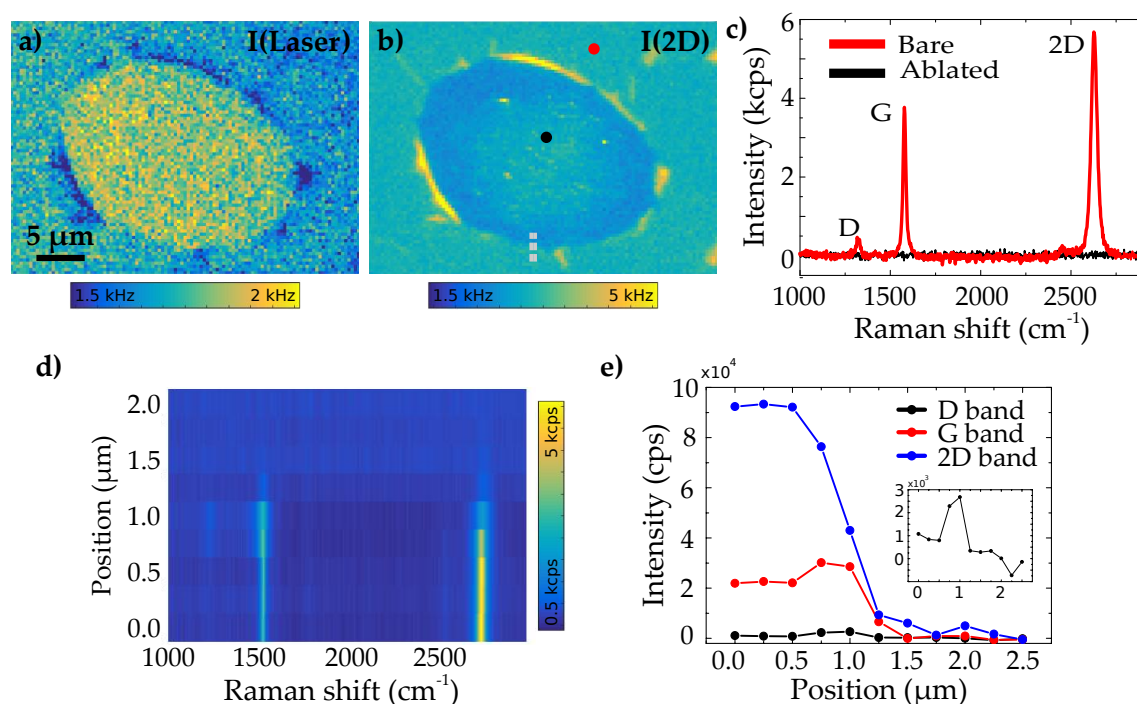 a)
I(Laser)
5 µm
1.5 kHz
2 kHz
b)
I(2D)
1.5 kHz
5 kHz
c)
Bare
Ablated
2D
G
D
6
4
2
0
Intensity (kcps)
1000
1500
2000
2500
Raman shift (cm⁻¹)
d)
2.0
1.5
1.0
0.5
0.0
Position (µm)
1000
1500
2000
2500
Raman shift (cm⁻¹)
0.5 kcps
5 kcps
e)
×10⁴
10
8
6
4
2
0
Intensity (cps)
D band
G band
2D band
×10³
3
2
1
0
0
1
2
0.0
0.5
1.0
1.5
2.0
2.5
Position (µm)